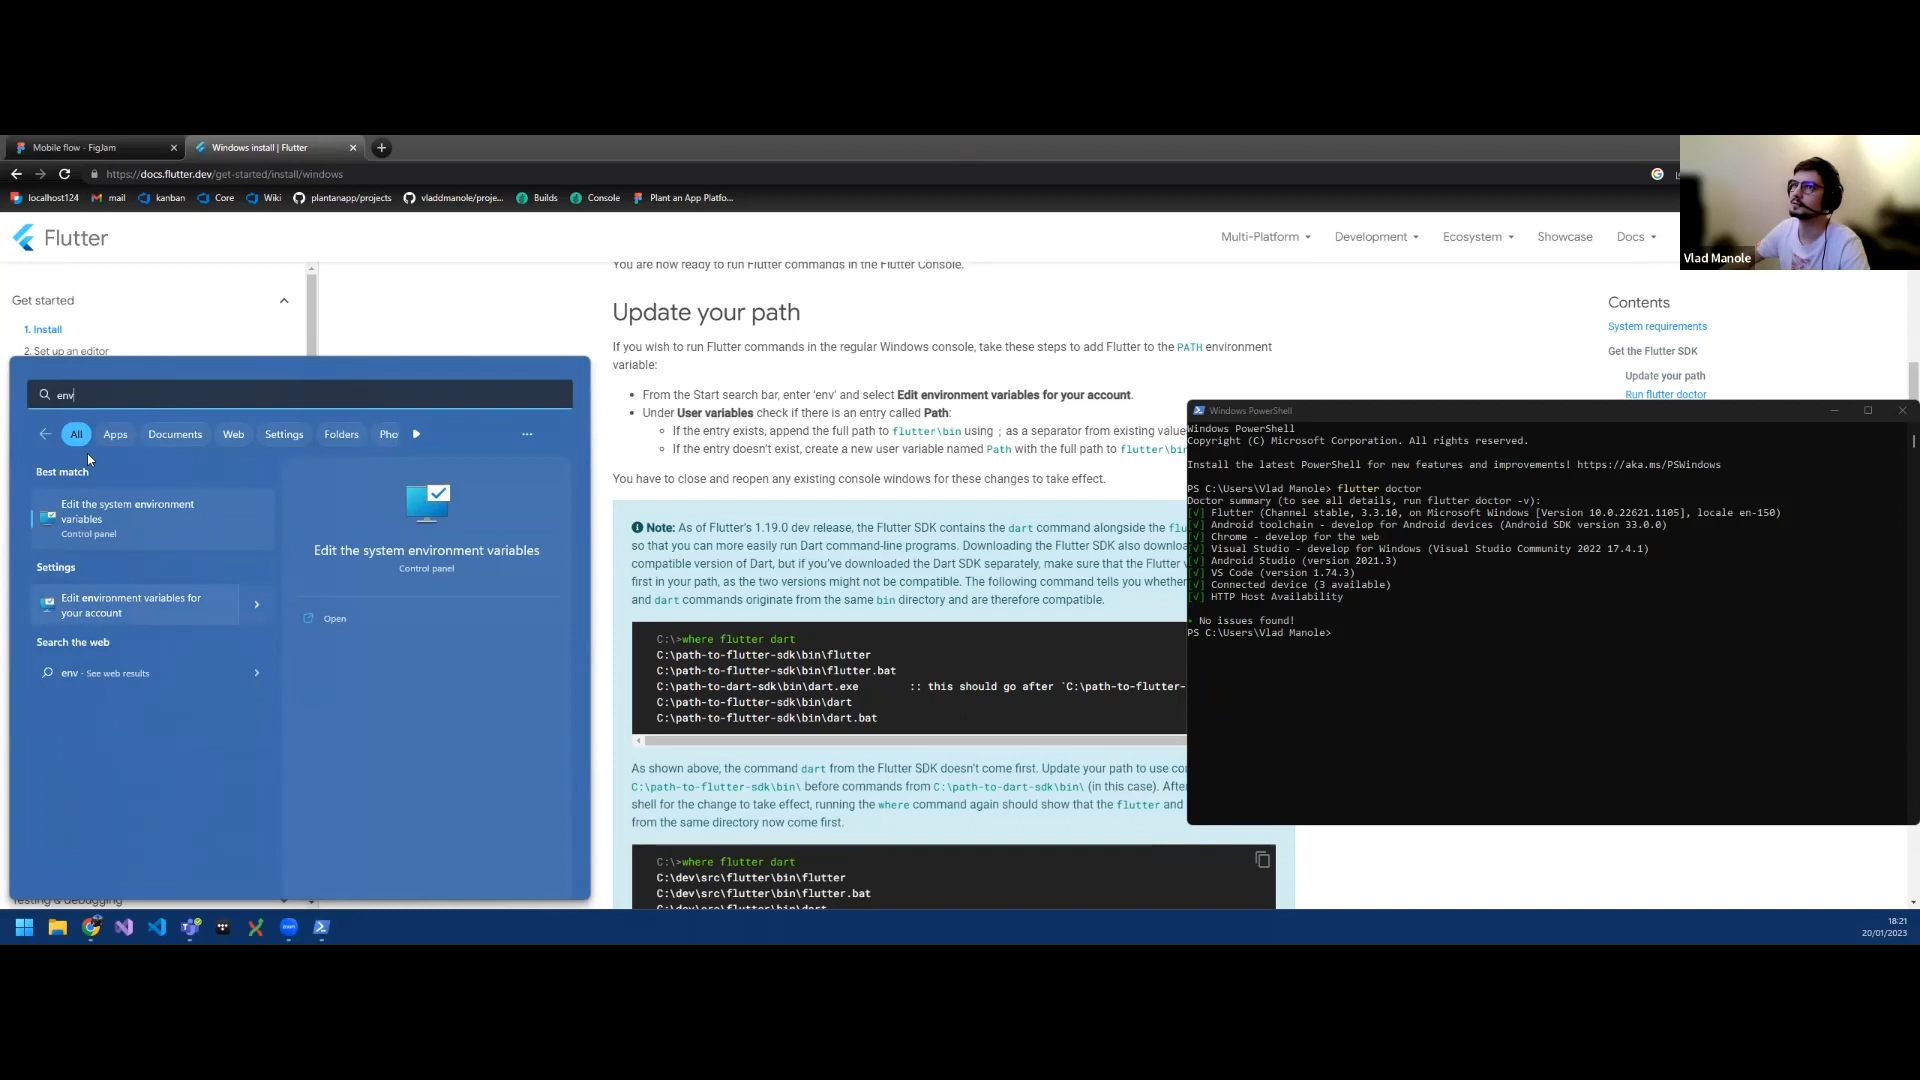 Mobile flow - FigJam
Windows install | Flutter
https://docs.flutter.dev/get-started/install/windows
localhost124
mail
kanban
Core
Wiki
plantanapp/projects
vladdmanole/proje...
Builds
Console
Plant an App Platfo...
Flutter
Multi-Platform
Development
Ecosystem
Showcase
Docs
Vlad Manole
Get started
1. Install
2. Set up an editor
env
All
Apps
Documents
Web
Settings
Folders
Pho
...
Best match
Edit the system environment
variables
Control panel
Settings
Edit environment variables for
your account
Search the web
env - See web results
Edit the system environment variables
Control panel
Open
Testing & debugging
You are now ready to run Flutter commands in the Flutter Console.
Update your path
If you wish to run Flutter commands in the regular Windows console, take these steps to add Flutter to the PATH environment
variable:
• From the Start search bar, enter 'env' and select Edit environment variables for your account.
• Under User variables check if there is an entry called Path:
If the entry exists, append the full path to flutter\bin using ; as a separator from existing value
If the entry doesn't exist, create a new user variable named Path with the full path to flutter\bin
You have to close and reopen any existing console windows for these changes to take effect.
Note: As of Flutter's 1.19.0 dev release, the Flutter SDK contains the dart command alongside the flu
so that you can more easily run Dart command-line programs. Downloading the Flutter SDK also downloa
compatible version of Dart, but if you've downloaded the Dart SDK separately, make sure that the Flutter v
first in your path, as the two versions might not be compatible. The following command tells you whether
and dart commands originate from the same bin directory and are therefore compatible.
C:\>where flutter dart
C:\path-to-flutter-sdk\bin\flutter
C:\path-to-flutter-sdk\bin\flutter.bat
C:\path-to-dart-sdk\bin\dart.exe :: this should go after `C:\path-to-flutter-
C:\path-to-flutter-sdk\bin\dart
C:\path-to-flutter-sdk\bin\dart.bat
As shown above, the command dart from the Flutter SDK doesn't come first. Update your path to use co
C:\path-to-flutter-sdk\bin\ before commands from C:\path-to-dart-sdk\bin\ (in this case). After
shell for the change to take effect, running the where command again should show that the flutter and
from the same directory now come first.
C:\>where flutter dart
C:\dev\src\flutter\bin\flutter
C:\dev\src\flutter\bin\flutter.bat
C:\dev\src\flutter\bin\dart
Contents
System requirements
Get the Flutter SDK
Update your path
Run flutter doctor
Windows PowerShell
Windows PowerShell
Copyright (C) Microsoft Corporation. All rights reserved.
Install the latest PowerShell for new features and improvements! https://aka.ms/PSWindows
PS C:\Users\Vlad Manole> flutter doctor
Doctor summary (to see all details, run flutter doctor -v):
[√] Flutter (Channel stable, 3.3.10, on Microsoft Windows [Version 10.0.22621.1105], locale en-150)
[√] Android toolchain - develop for Android devices (Android SDK version 33.0.0)
[√] Chrome - develop for the web
[√] Visual Studio - develop for Windows (Visual Studio Community 2022 17.4.1)
[√] Android Studio (version 2021.3)
[√] VS Code (version 1.74.3)
[√] Connected device (3 available)
[√] HTTP Host Availability
• No issues found!
PS C:\Users\Vlad Manole>
zoom
18:21
20/01/2023